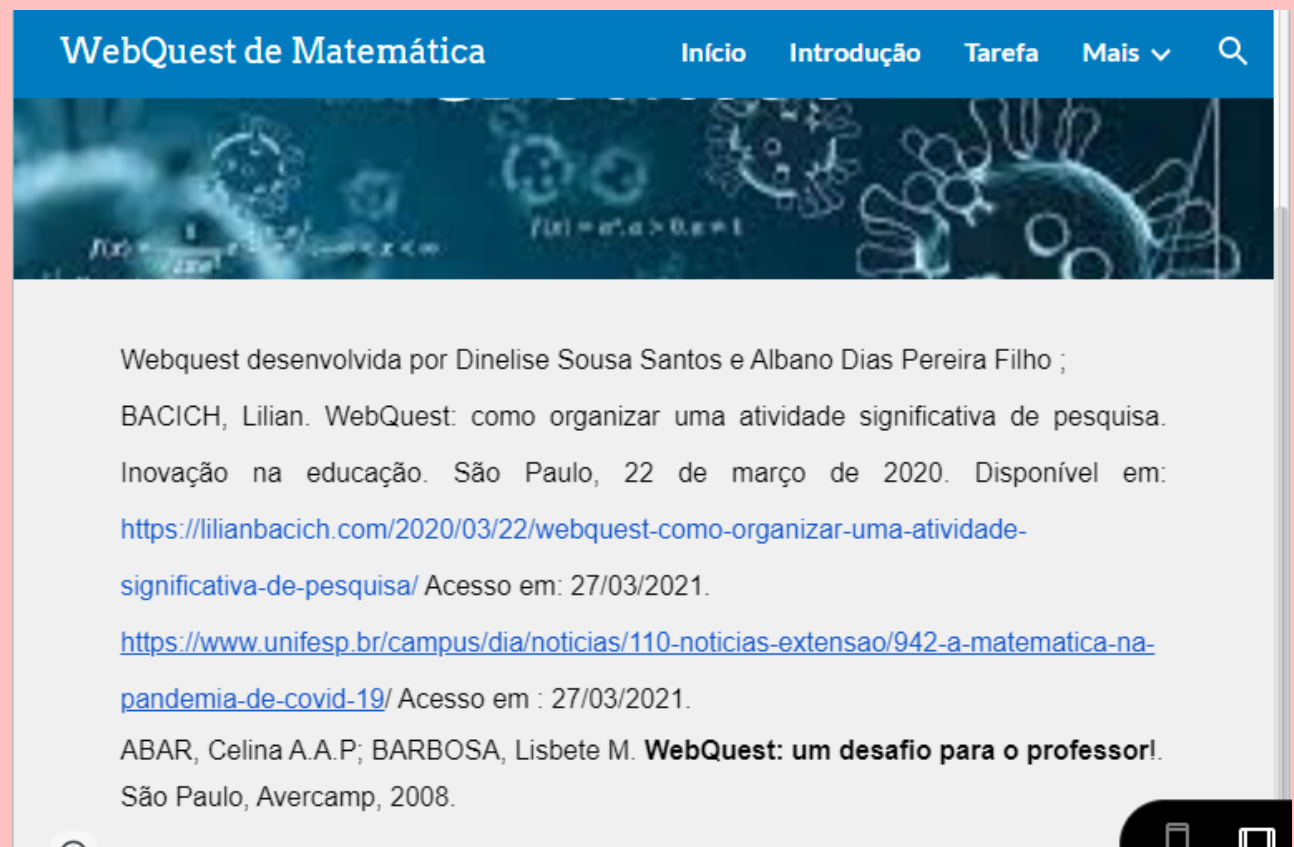 WebQuest de Matemática
Início Introdução Tarefa Mais
f(x) = aˣ, a > 0, a ≠ 1
Webquest desenvolvida por Dinelise Sousa Santos e Albano Dias Pereira Filho ;
BACICH, Lilian. WebQuest: como organizar uma atividade significativa de pesquisa.
Inovação na educação. São Paulo, 22 de março de 2020. Disponível em:
https://lilianbacich.com/2020/03/22/webquest-como-organizar-uma-atividade-
significativa-de-pesquisa/ Acesso em: 27/03/2021.
https://www.unifesp.br/campus/dia/noticias/110-noticias-extensao/942-a-matematica-na-
pandemia-de-covid-19/ Acesso em : 27/03/2021.
ABAR, Celina A.A.P; BARBOSA, Lisbete M. WebQuest: um desafio para o professor!.
São Paulo, Avercamp, 2008.